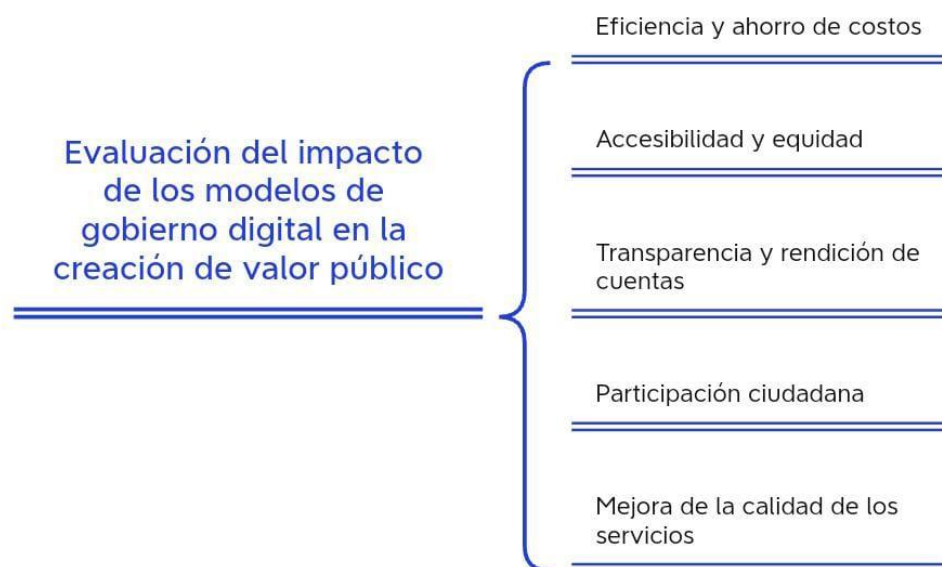 Evaluación del impacto
de los modelos de
gobierno digital en la
creación de valor público
Eficiencia y ahorro de costos
Accesibilidad y equidad
Transparencia y rendición de
cuentas
Participación ciudadana
Mejora de la calidad de los
servicios